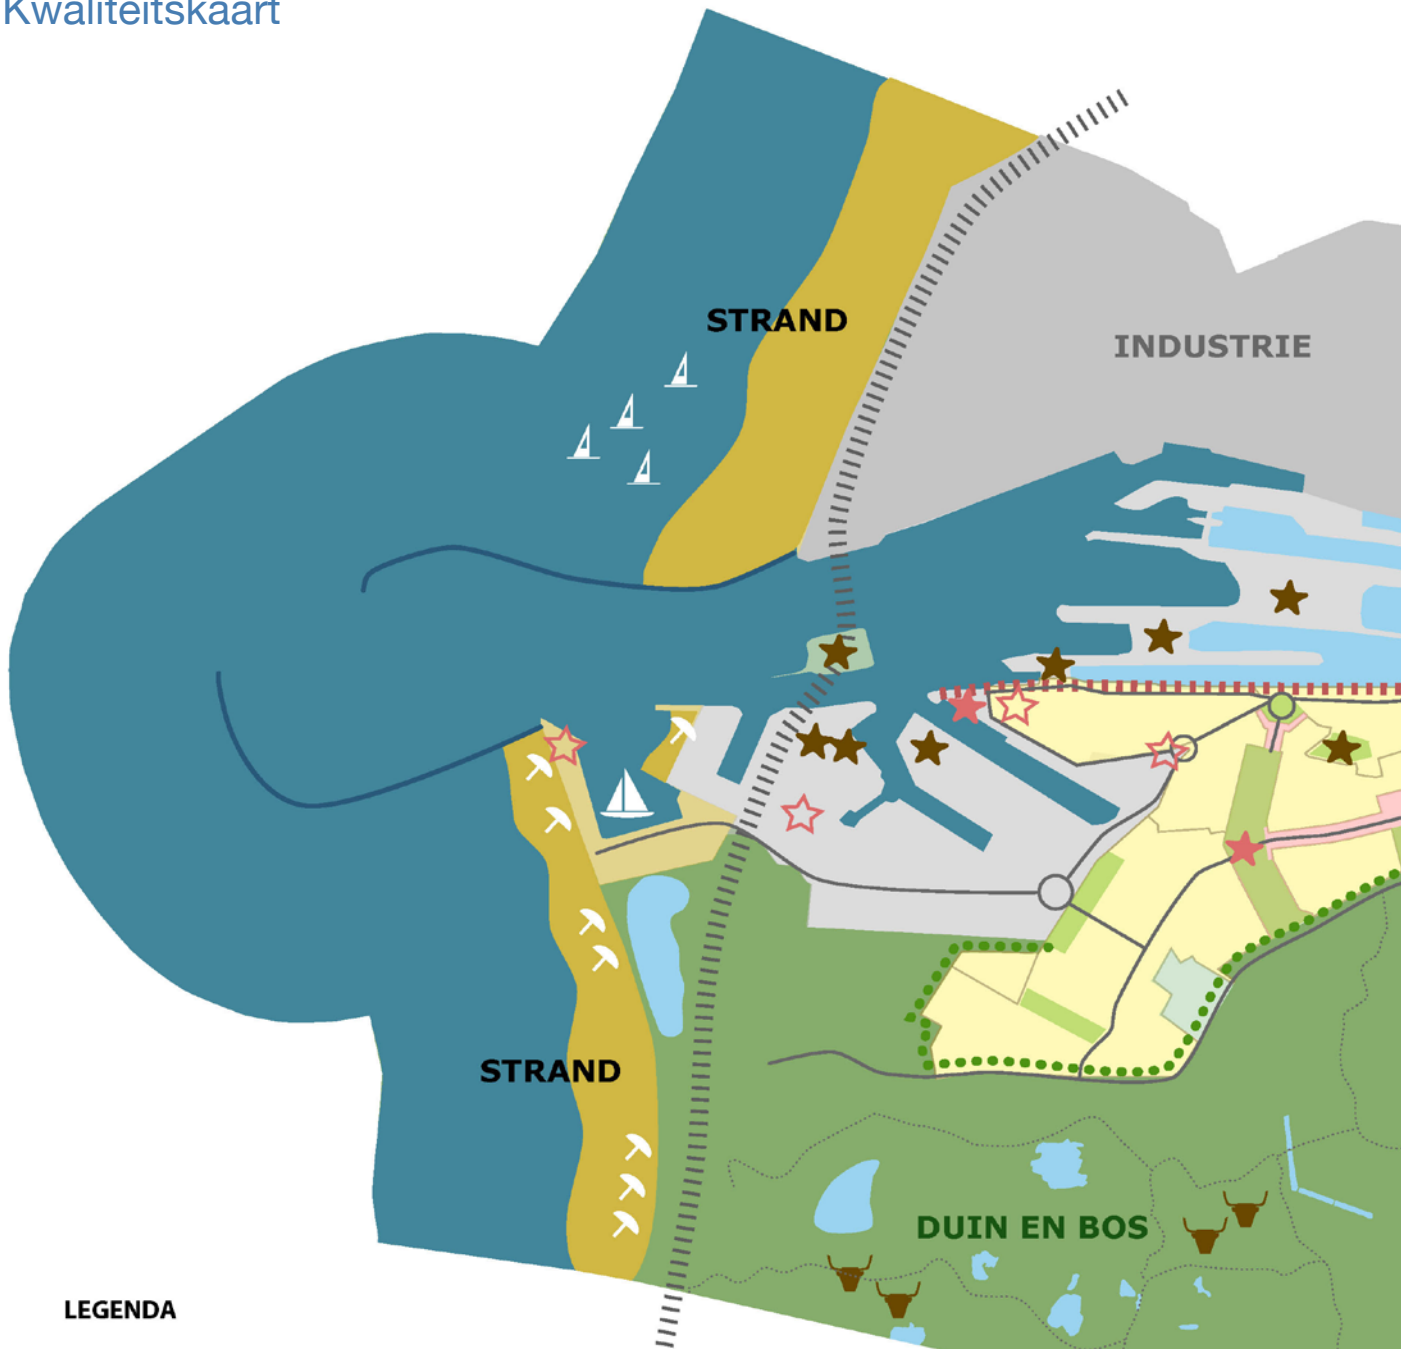 Kwaliteitskaart
STRAND
INDUSTRIE
STRAND
DUIN EN BOS
LEGENDA